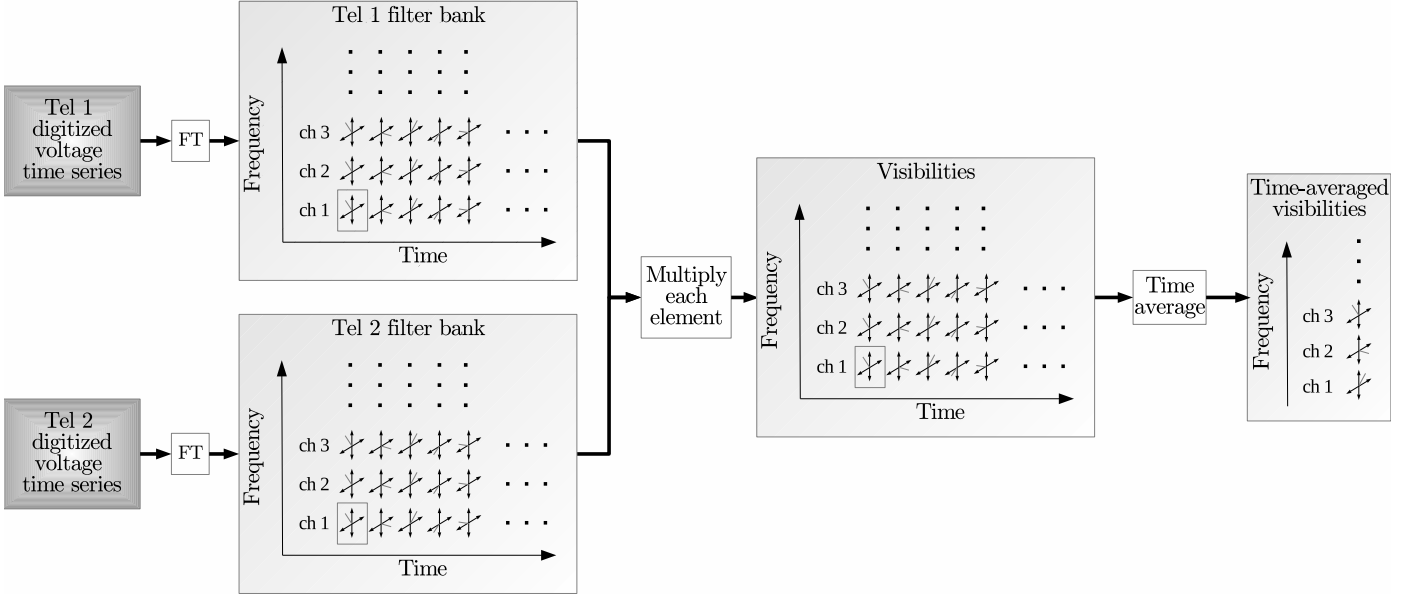 Tel 1
digitized
voltage
time series
FT
Tel 1 filter bank
Frequency
ch 3
ch 2
ch 1
Time
Tel 2
digitized
voltage
time series
FT
Tel 2 filter bank
Frequency
ch 3
ch 2
ch 1
Time
Multiply
each
element
Visibilities
Frequency
ch 3
ch 2
ch 1
Time
Time
average
Time-averaged
visibilities
Frequency
ch 3
ch 2
ch 1